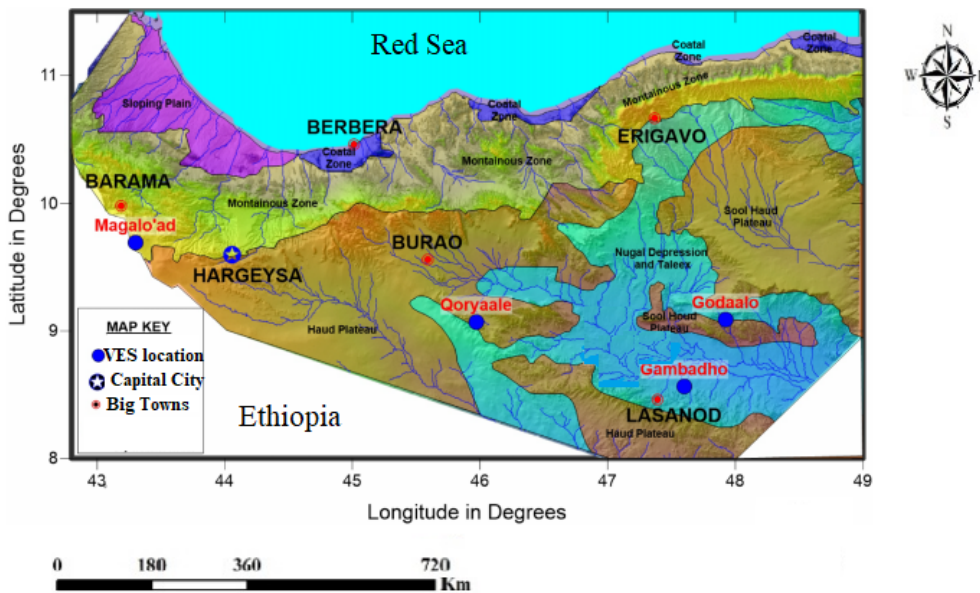 Red Sea
N
W
E
S
Coatal
Zone
Coatal
Zone
11
Sloping Plain
Montainous Zone
Coatal
Zone
BERBERA
ERIGAVO
Coatal
Zone
Montainous Zone
BARAMA
10
Montainous Zone
Sool Haud
Plateau
Magalo'ad
BURAO
Nugal Depression
and Taleex
HARGEYSA
Qoryaale
Godaalo
Haud Plateau
Sool Houd
Plateau
9
MAP KEY
VES location
Capital City
Big Towns
Gambadho
Ethiopia
LASANOD
Haud Plateau
8
43
44
45
46
47
48
49
Latitude in Degrees
Longitude in Degrees
0
180
360
720
Km